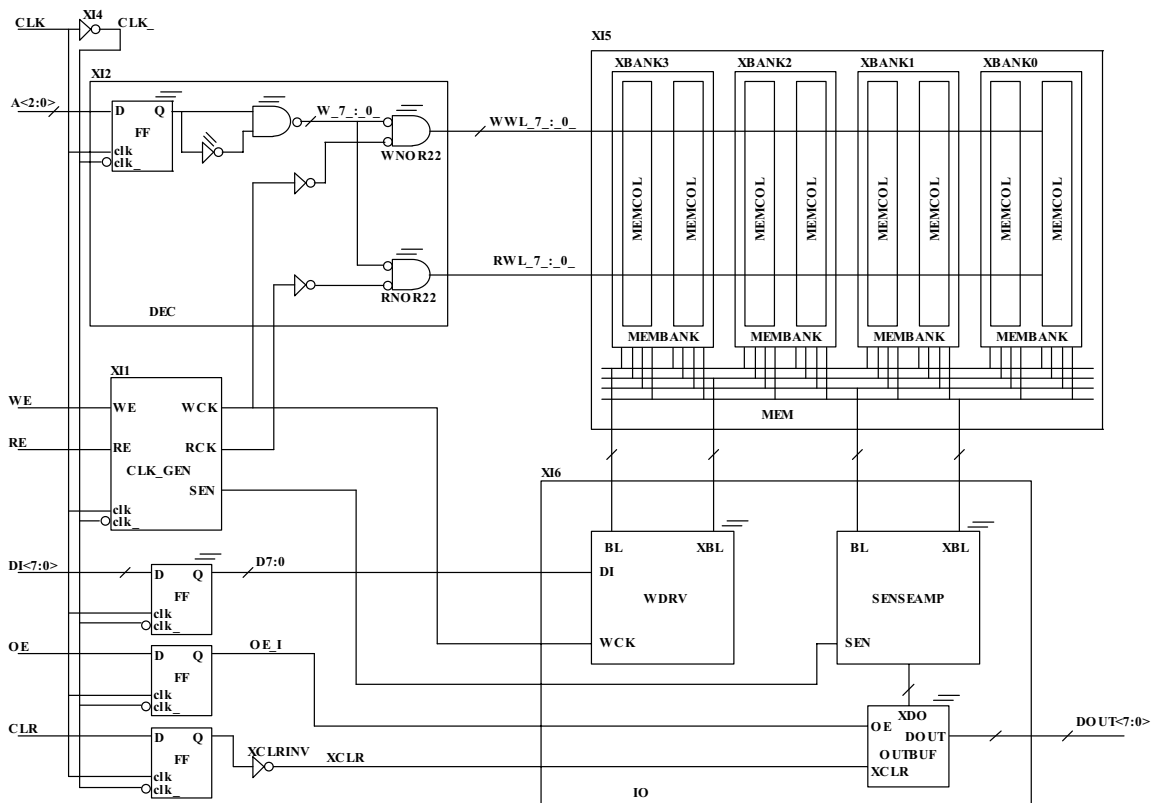 CLK
XI4
CLK_
XI2
A<2:0>
D
Q
FF
clk
clk_
W_7_:_0_
WNOR22
WWL_7_:_0_
RWL_7_:_0_
RNOR22
DEC
XI5
XBANK3
XBANK2
XBANK1
XBANK0
MEMCOL
MEMCOL
MEMCOL
MEMCOL
MEMCOL
MEMCOL
MEMCOL
MEMCOL
MEMBANK
MEMBANK
MEMBANK
MEMBANK
MEM
XI1
WE
WE
WCK
RE
RE
RCK
CLK_GEN
SEN
clk
clk_
XI6
DI<7:0>
D
Q
D7:0
FF
clk
clk_
OE
D
Q
OE_I
FF
clk
clk_
CLR
D
Q
FF
clk
clk_
XCLRINV
XCLR
BL
XBL
DI
WDRV
WCK
BL
XBL
SENSEAMP
SEN
XDO
OE
DOUT
OUTBUF
XCLR
DOUT<7:0>
IO